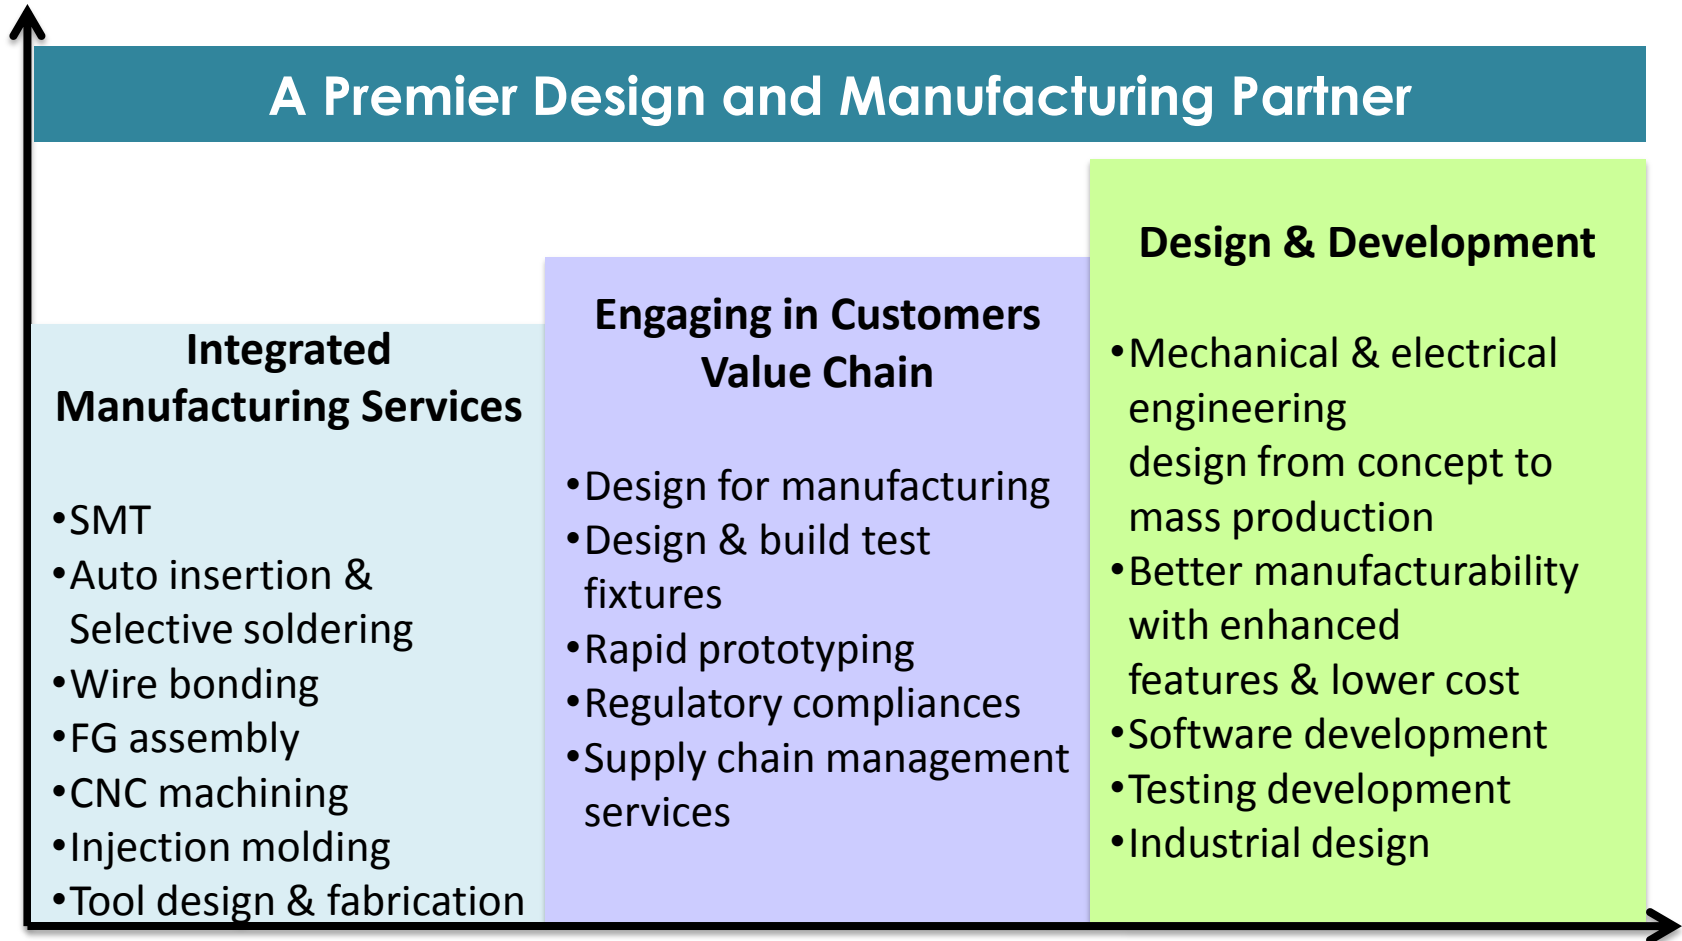 A Premier Design and Manufacturing Partner
Integrated
Manufacturing Services
•SMT
•Auto insertion &
Selective soldering
•Wire bonding
•FG assembly
•CNC machining
•Injection molding
•Tool design & fabrication
Engaging in Customers
Value Chain
•Design for manufacturing
•Design & build test
fixtures
•Rapid prototyping
•Regulatory compliances
•Supply chain management
services
Design & Development
•Mechanical & electrical
engineering
design from concept to
mass production
•Better manufacturability
with enhanced
features & lower cost
•Software development
•Testing development
•Industrial design